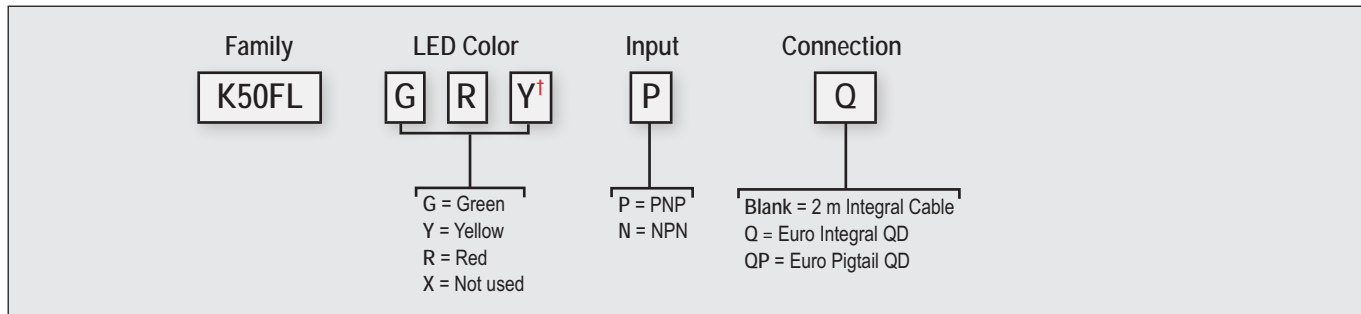 Family
LED Color
Input
Connection
K50FL
G
R
Y†
P
Q
G = Green
Y = Yellow
R = Red
X = Not used
P = PNP
N = NPN
Blank = 2 m Integral Cable
Q = Euro Integral QD
QP = Euro Pigtail QD